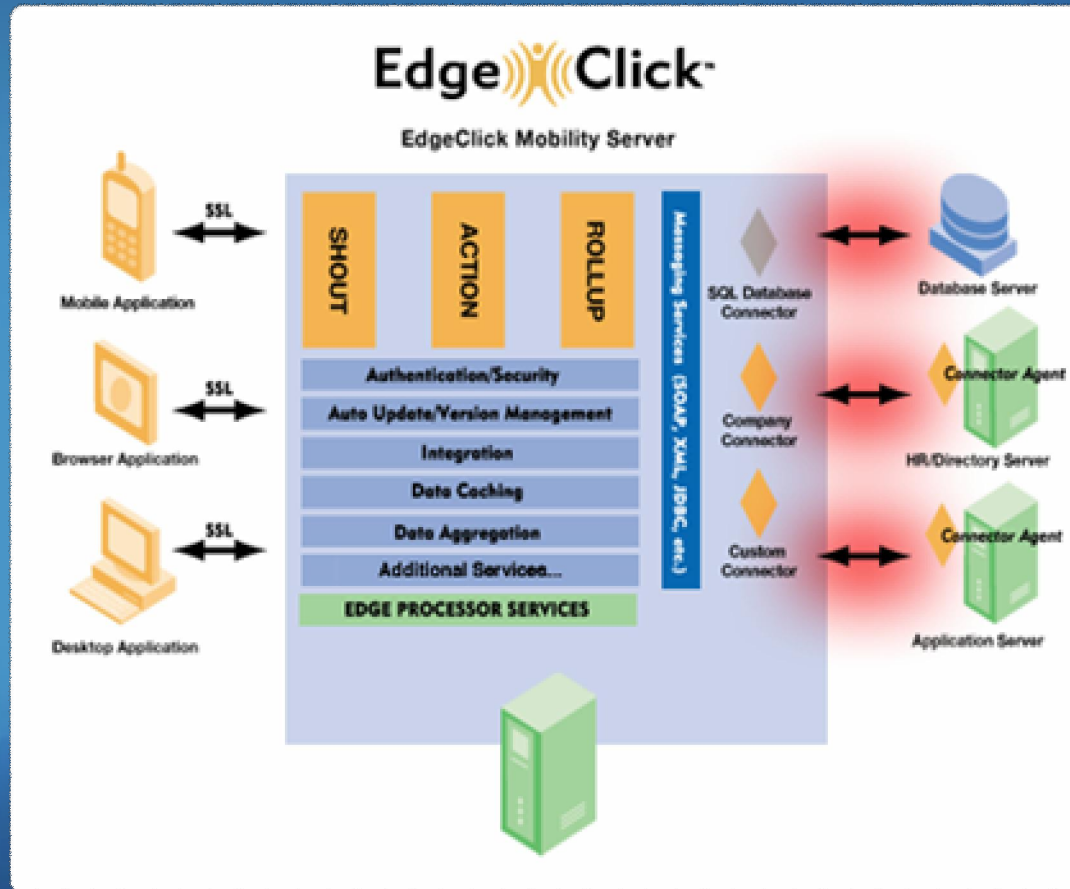 Edge Click™
EdgeClick Mobility Server
SSL
Mobile Application
SSL
Browser Application
SSL
Desktop Application
SHOUT
ACTION
ROLLUP
Authentication/Security
Auto Update/Version Management
Integration
Data Caching
Data Aggregation
Additional Services...
EDGE PROCESSOR SERVICES
Messaging Services (SOAP, XML, JDBC, etc.)
SQL Database
Connector
Company
Connector
Custom
Connector
Database Server
Connector Agent
HR/Directory Server
Connector Agent
Application Server